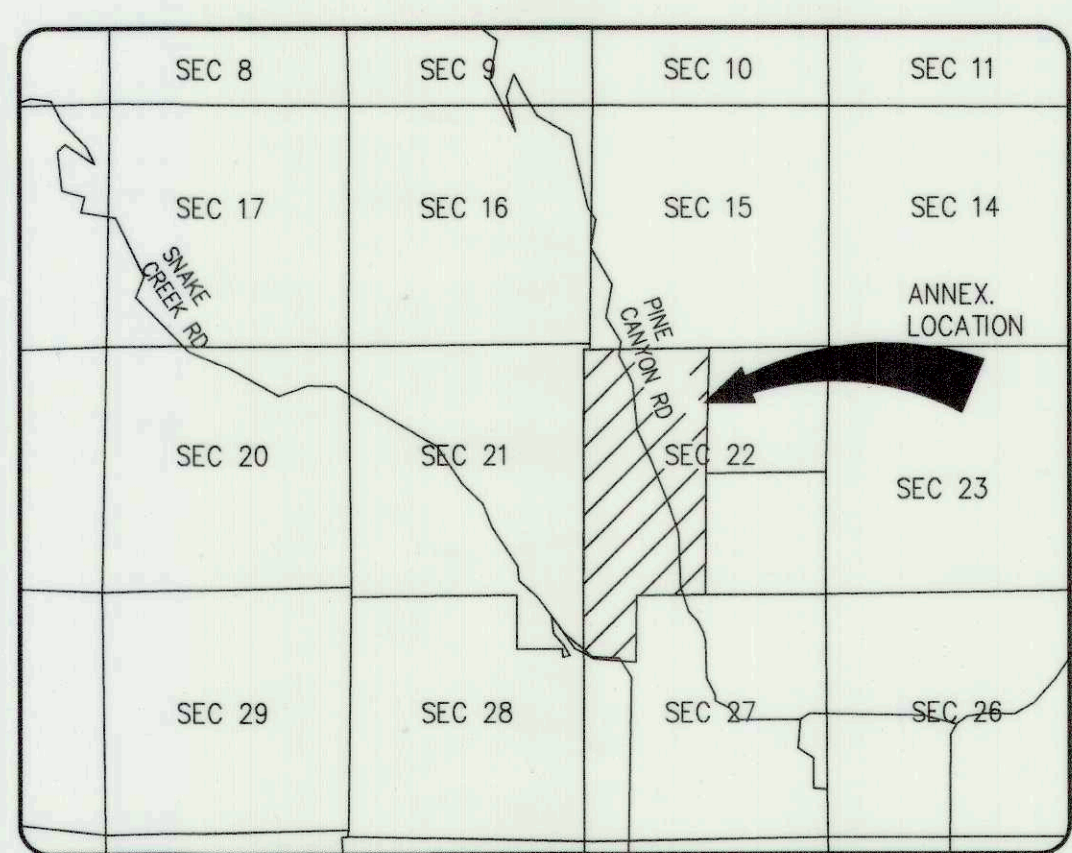 SEC 8
SEC 9
SEC 10
SEC 11
SEC 17
SEC 16
SEC 15
SEC 14
SNAKE
CREEK RD
PINE
CANYON RD
ANNEX.
LOCATION
SEC 20
SEC 21
SEC 22
SEC 23
SEC 29
SEC 28
SEC 27
SEC 26